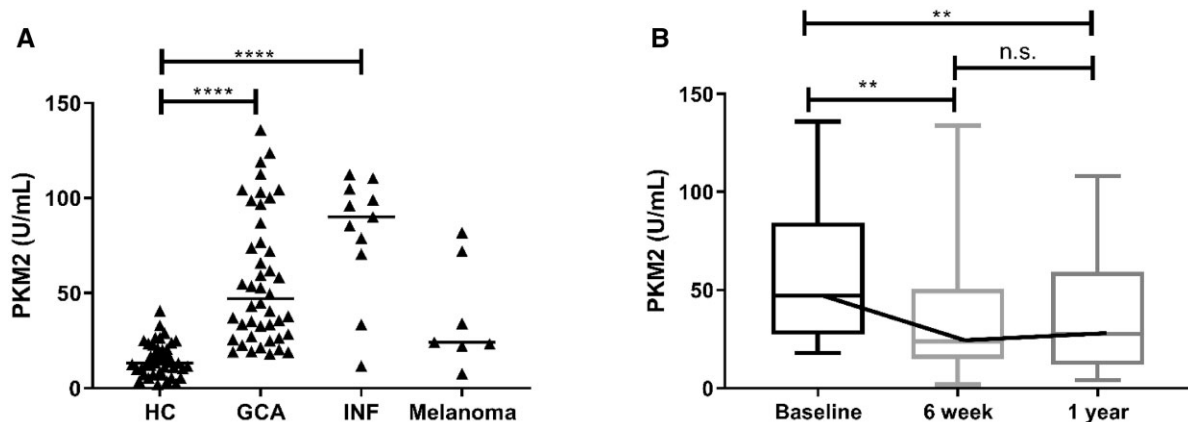 A
****
****
PKM2 (U/mL)
150
100
50
0
HC GCA INF Melanoma
B
**
n.s.
**
PKM2 (U/mL)
150
100
50
0
Baseline 6 week 1 year